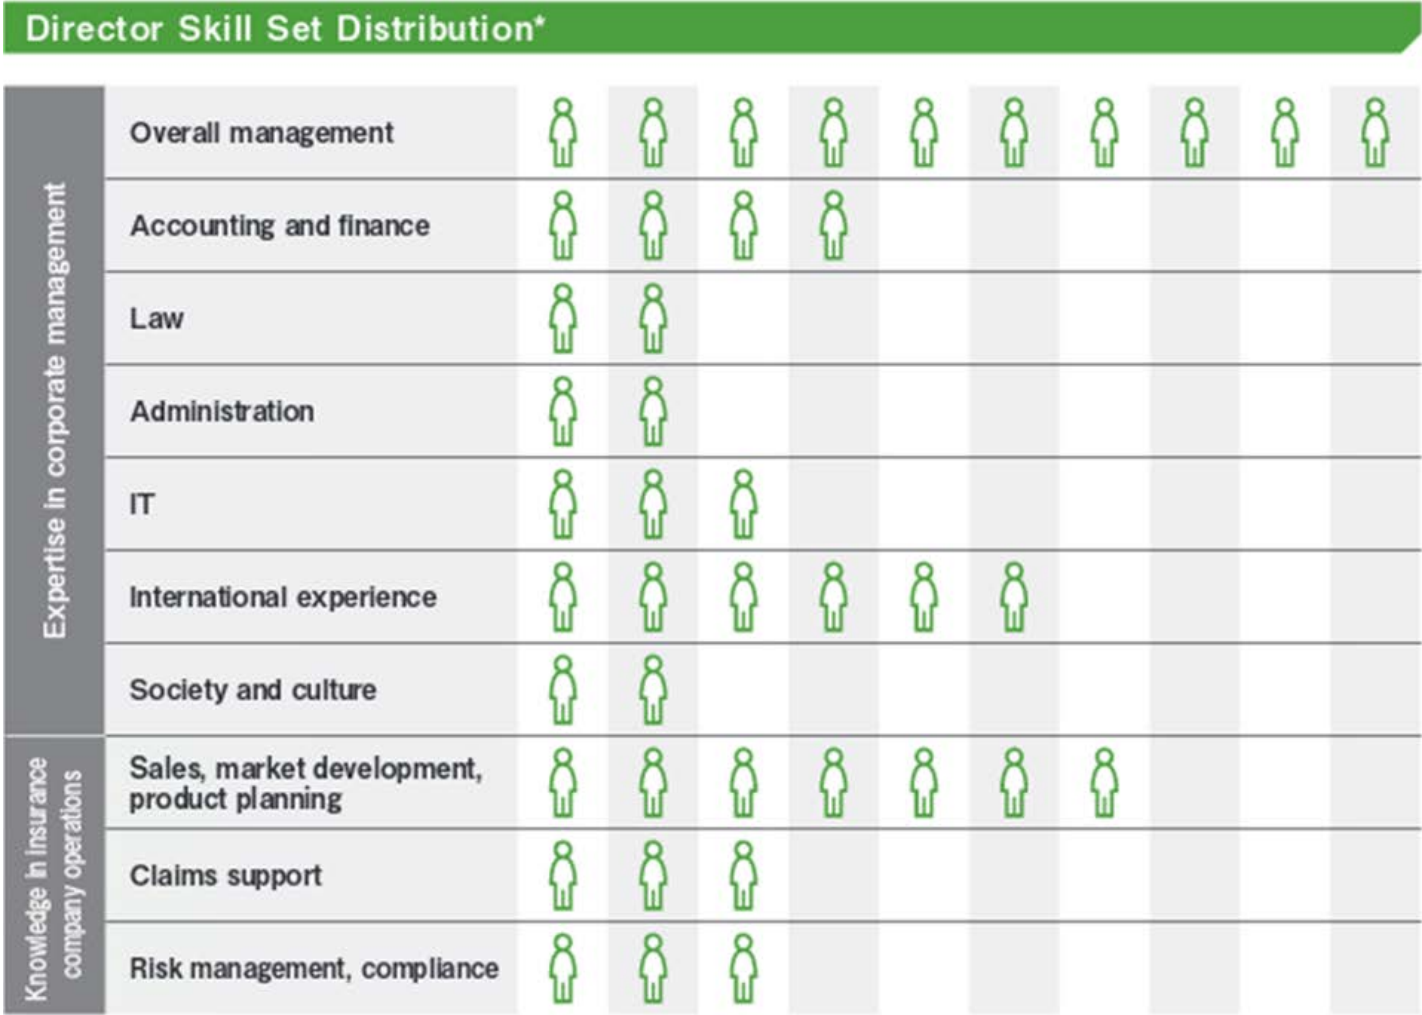 Director Skill Set Distribution*
Expertise in corporate management
Overall management
Accounting and finance
Law
Administration
IT
International experience
Society and culture
Knowledge in insurance
company operations
Sales, market development,
product planning
Claims support
Risk management, compliance